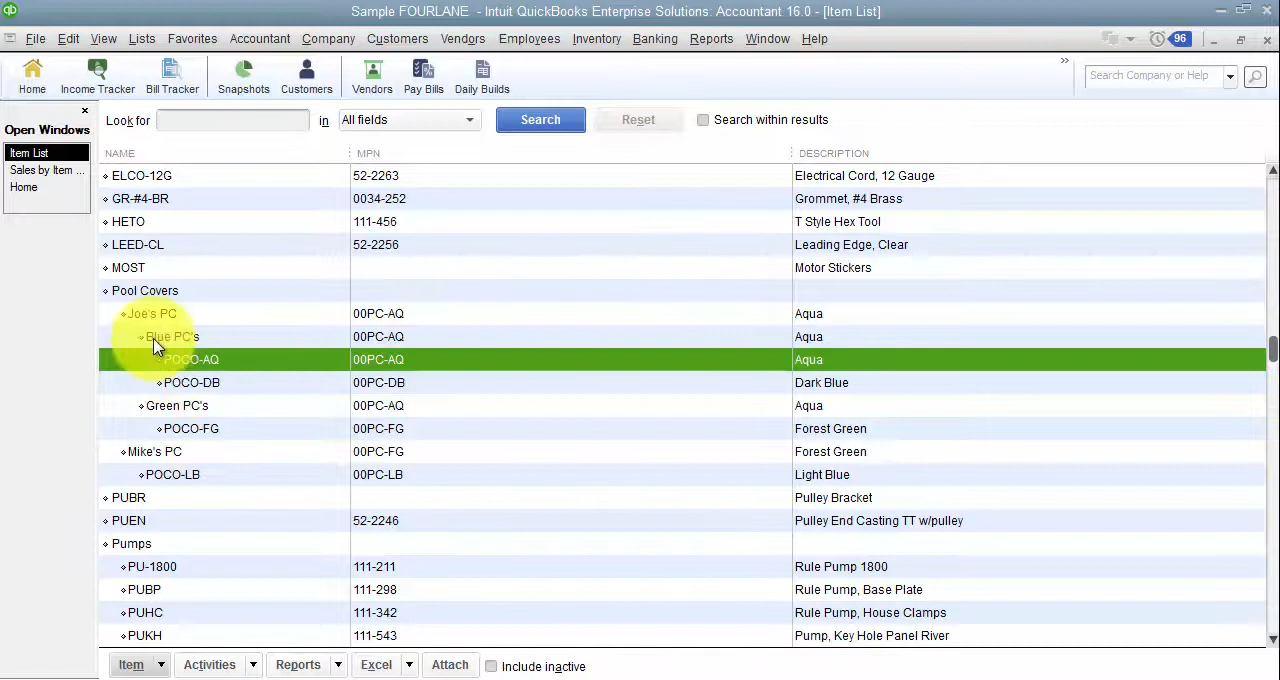 qb Sample FOURLANE - Intuit QuickBooks Enterprise Solutions: Accountant 16.0 - [Item List]
File Edit View Lists Favorites Accountant Company Customers Vendors Employees Inventory Banking Reports Window Help 96
Home Income Tracker Bill Tracker Snapshots Customers Vendors Pay Bills Daily Builds » Search Company or Help
Open Windows
Item List
Sales by Item ...
Home
Look for in All fields Search Reset Search within results
NAME MPN DESCRIPTION
ELCO-12G 52-2263 Electrical Cord, 12 Gauge
GR-#4-BR 0034-252 Grommet, #4 Brass
HETO 111-456 T Style Hex Tool
LEED-CL 52-2256 Leading Edge, Clear
MOST Motor Stickers
Pool Covers
Joe's PC 00PC-AQ Aqua
Blue PC's 00PC-AQ Aqua
POCO-AQ 00PC-AQ Aqua
POCO-DB 00PC-DB Dark Blue
Green PC's 00PC-AQ Aqua
POCO-FG 00PC-FG Forest Green
Mike's PC 00PC-FG Forest Green
POCO-LB 00PC-LB Light Blue
PUBR Pulley Bracket
PUEN 52-2246 Pulley End Casting TT w/pulley
Pumps
PU-1800 111-211 Rule Pump 1800
PUBP 111-298 Rule Pump, Base Plate
PUHC 111-342 Rule Pump, House Clamps
PUKH 111-543 Pump, Key Hole Panel River
Item Activities Reports Excel Attach Include inactive